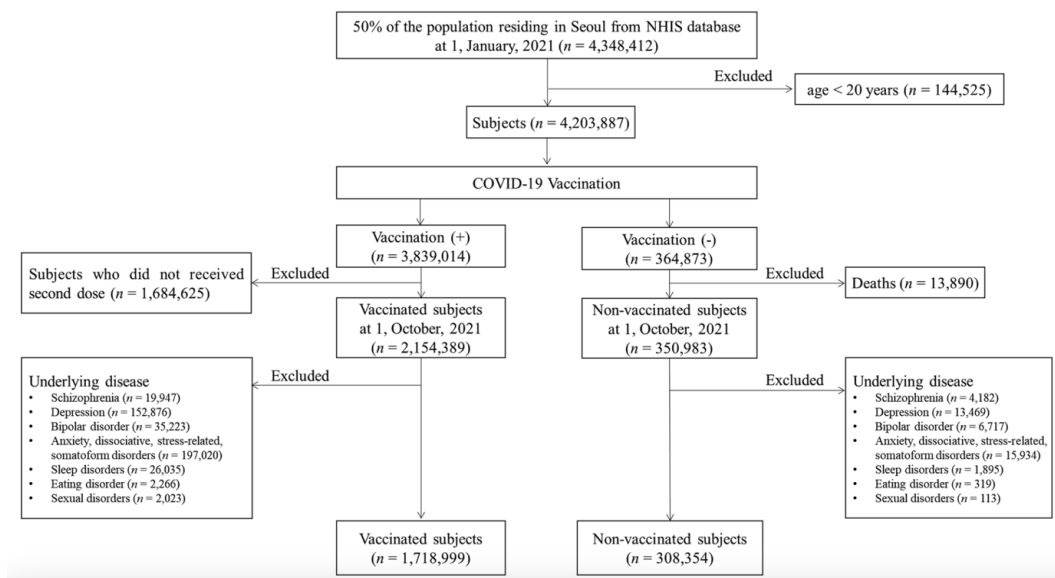 50% of the population residing in Seoul from NHIS database
at 1, January, 2021 (n = 4,348,412)
Excluded
age < 20 years (n = 144,525)
Subjects (n = 4,203,887)
COVID-19 Vaccination
Vaccination (+)
(n = 3,839,014)
Vaccination (-)
(n = 364,873)
Subjects who did not received
second dose (n = 1,684,625)
Excluded
Excluded
Deaths (n = 13,890)
Vaccinated subjects
at 1, October, 2021
(n = 2,154,389)
Non-vaccinated subjects
at 1, October, 2021
(n = 350,983)
Underlying disease
• Schizophrenia (n = 19,947)
• Depression (n = 152,876)
• Bipolar disorder (n = 35,223)
• Anxiety, dissociative, stress-related,
somatoform disorders (n = 197,020)
• Sleep disorders (n = 26,035)
• Eating disorder (n = 2,266)
• Sexual disorders (n = 2,023)
Excluded
Excluded
Underlying disease
• Schizophrenia (n = 4,182)
• Depression (n = 13,469)
• Bipolar disorder (n = 6,717)
• Anxiety, dissociative, stress-related,
somatoform disorders (n = 15,934)
• Sleep disorders (n = 1,895)
• Eating disorder (n = 319)
• Sexual disorders (n = 113)
Vaccinated subjects
(n = 1,718,999)
Non-vaccinated subjects
(n = 308,354)